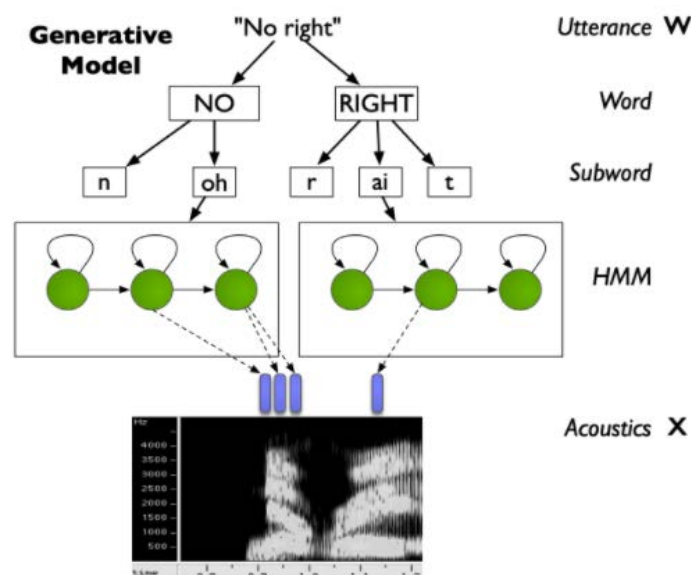 Generative
Model
"No right"
Utterance W
NO
RIGHT
Word
n
oh
r
ai
t
Subword
HMM
Acoustics X
Hz
4000
3500
3000
2500
2000
1500
1000
500